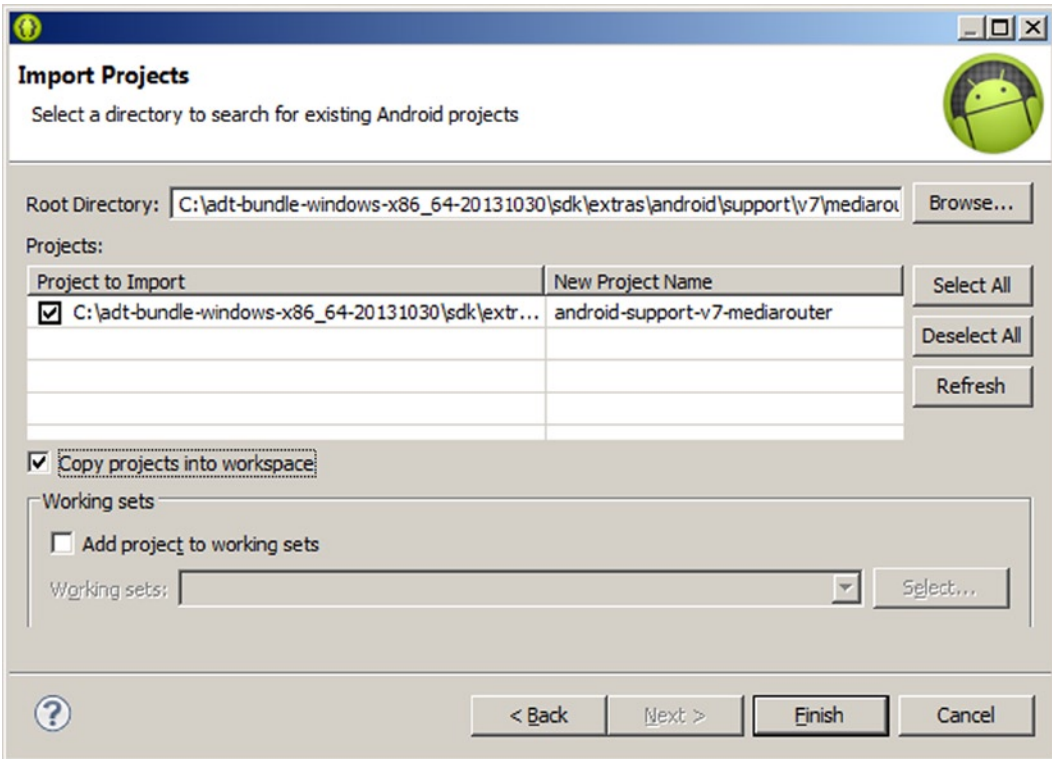 Import Projects
Select a directory to search for existing Android projects
Root Directory: C:\adt-bundle-windows-x86_64-20131030\sdk\extras\android\support\v7\mediarou Browse...
Projects:
Project to Import New Project Name Select All
C:\adt-bundle-windows-x86_64-20131030\sdk\extr... android-support-v7-mediarouter
Deselect All
Refresh
Copy projects into workspace
Working sets
Add project to working sets
Working sets: Select...
? < Back Next > Finish Cancel